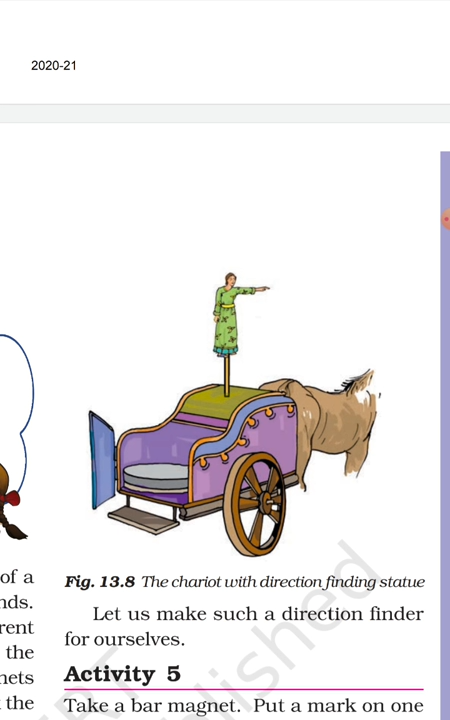 2020-21
of a
nds.
rent
the
nets
the
Fig. 13.8 The chariot with direction finding statue
Let us make such a direction finder
for ourselves.
Activity 5
Take a bar magnet. Put a mark on one